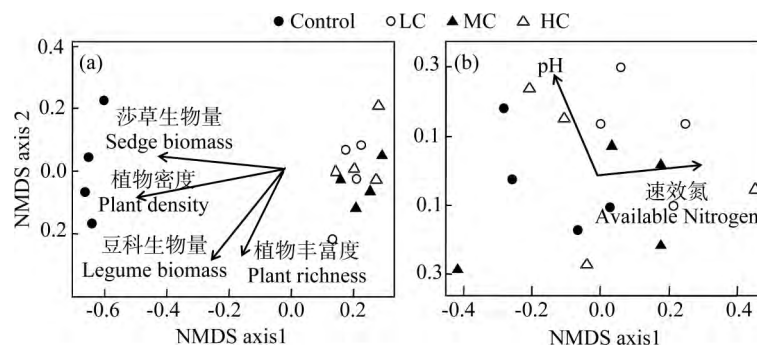 Control LC MC HC
(a)
0.4
0.2
0.0
0.2
NMDS axis 2
莎草生物量
Sedge biomass
植物密度
Plant density
豆科生物量
Legume biomass
植物丰富度
Plant richness
-0.6 -0.4 -0.2 0.0 0.2
NMDS axis1
(b)
0.3
0.1
0.1
0.3
pH
速效氮
Available Nitrogen
-0.4 -0.2 0.0 0.2 0.4
NMDS axis1